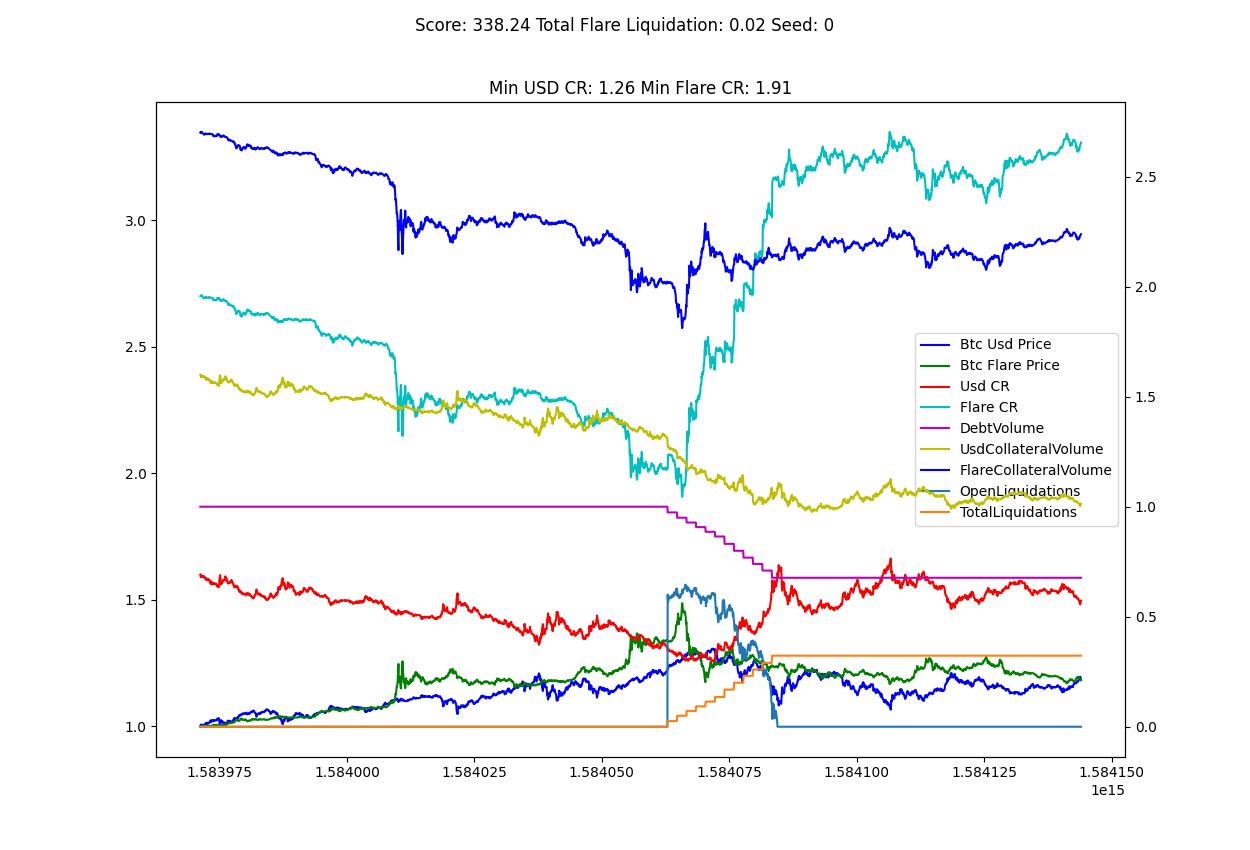 Score: 338.24 Total Flare Liquidation: 0.02 Seed: 0
Min USD CR: 1.26 Min Flare CR: 1.91
3.0
2.5
2.0
1.5
1.0
2.5
2.0
1.5
1.0
0.5
0.0
Btc Usd Price
Btc Flare Price
Usd CR
Flare CR
DebtVolume
UsdCollateralVolume
FlareCollateralVolume
OpenLiquidations
TotalLiquidations
1.583975 1.584000 1.584025 1.584050 1.584075 1.584100 1.584125 1.584150
1e15